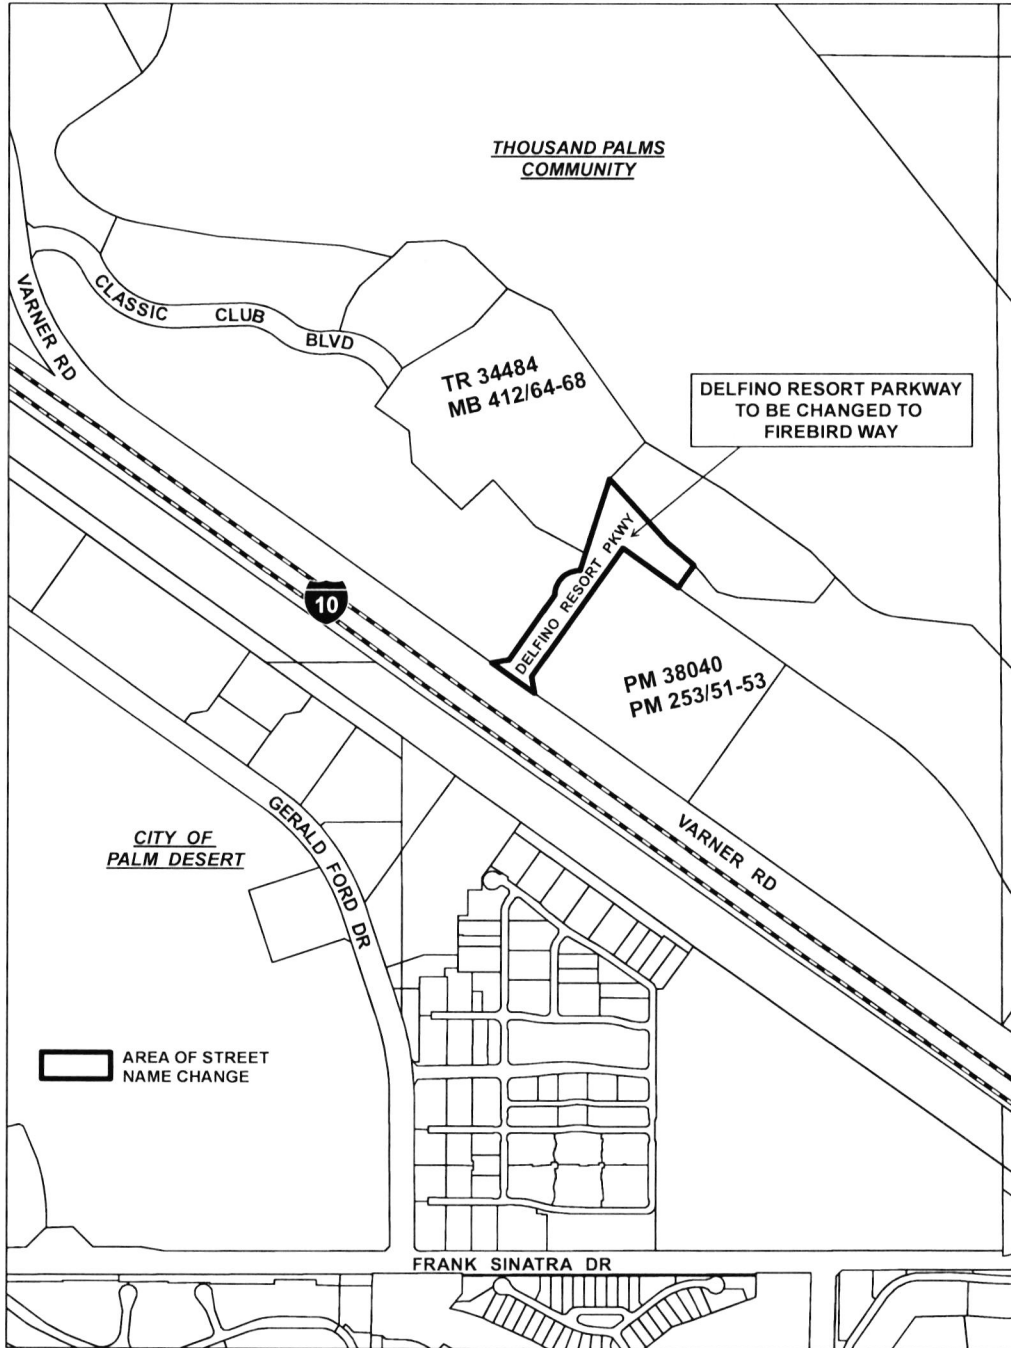 THOUSAND PALMS
COMMUNITY
VARNER RD
CLASSIC CLUB BLVD
TR 34484
MB 412/64-68
DELFINO RESORT PARKWAY
TO BE CHANGED TO
FIREBIRD WAY
DELFINO RESORT PKWY
10
PM 38040
PM 253/51-53
VARNER RD
GERALD FORD DR
CITY OF
PALM DESERT
AREA OF STREET
NAME CHANGE
FRANK SINATRA DR